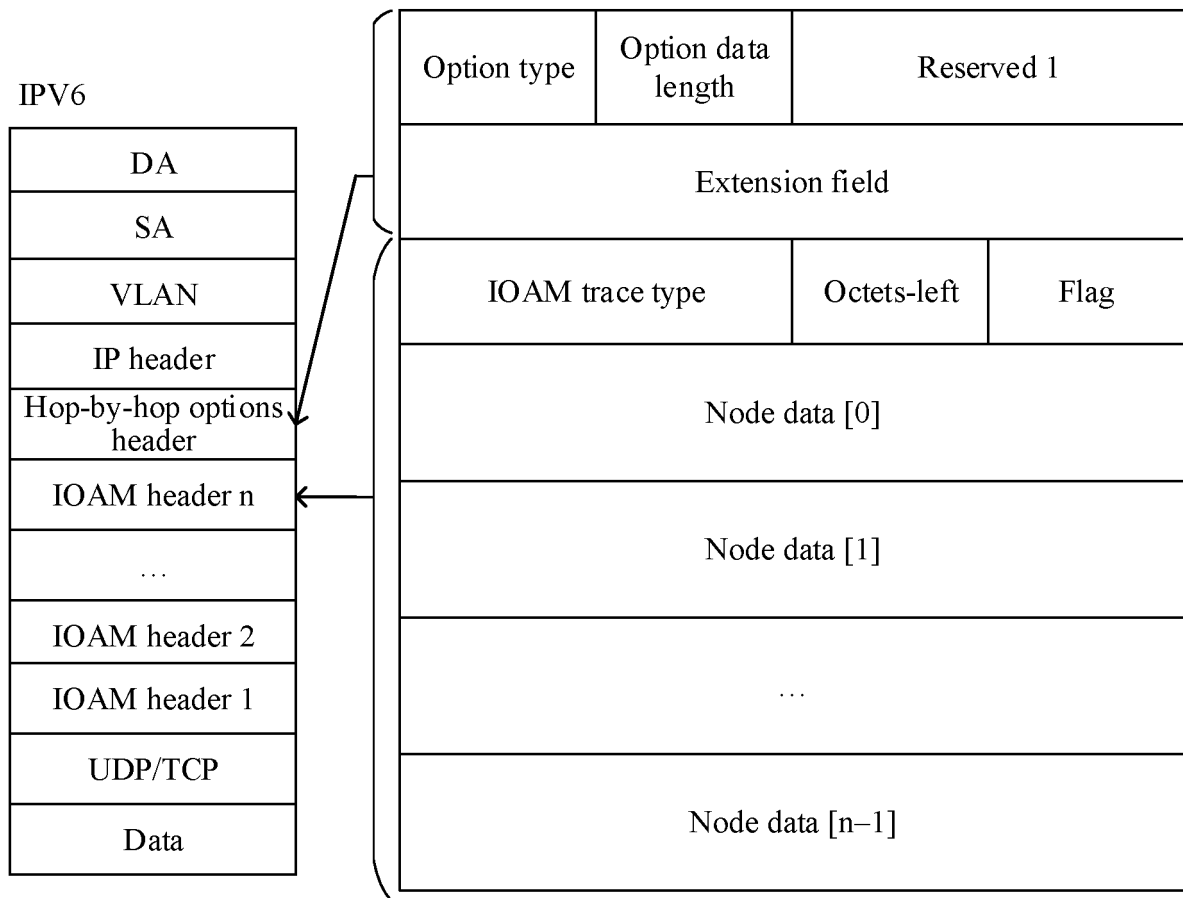 IPV6
DA
SA
VLAN
IP header
Hop-by-hop options
header
IOAM header n
...
IOAM header 2
IOAM header 1
UDP/TCP
Data
Option type
Option data
length
Reserved 1
Extension field
IOAM trace type
Octets-left
Flag
Node data [0]
Node data [1]
...
Node data [n–1]